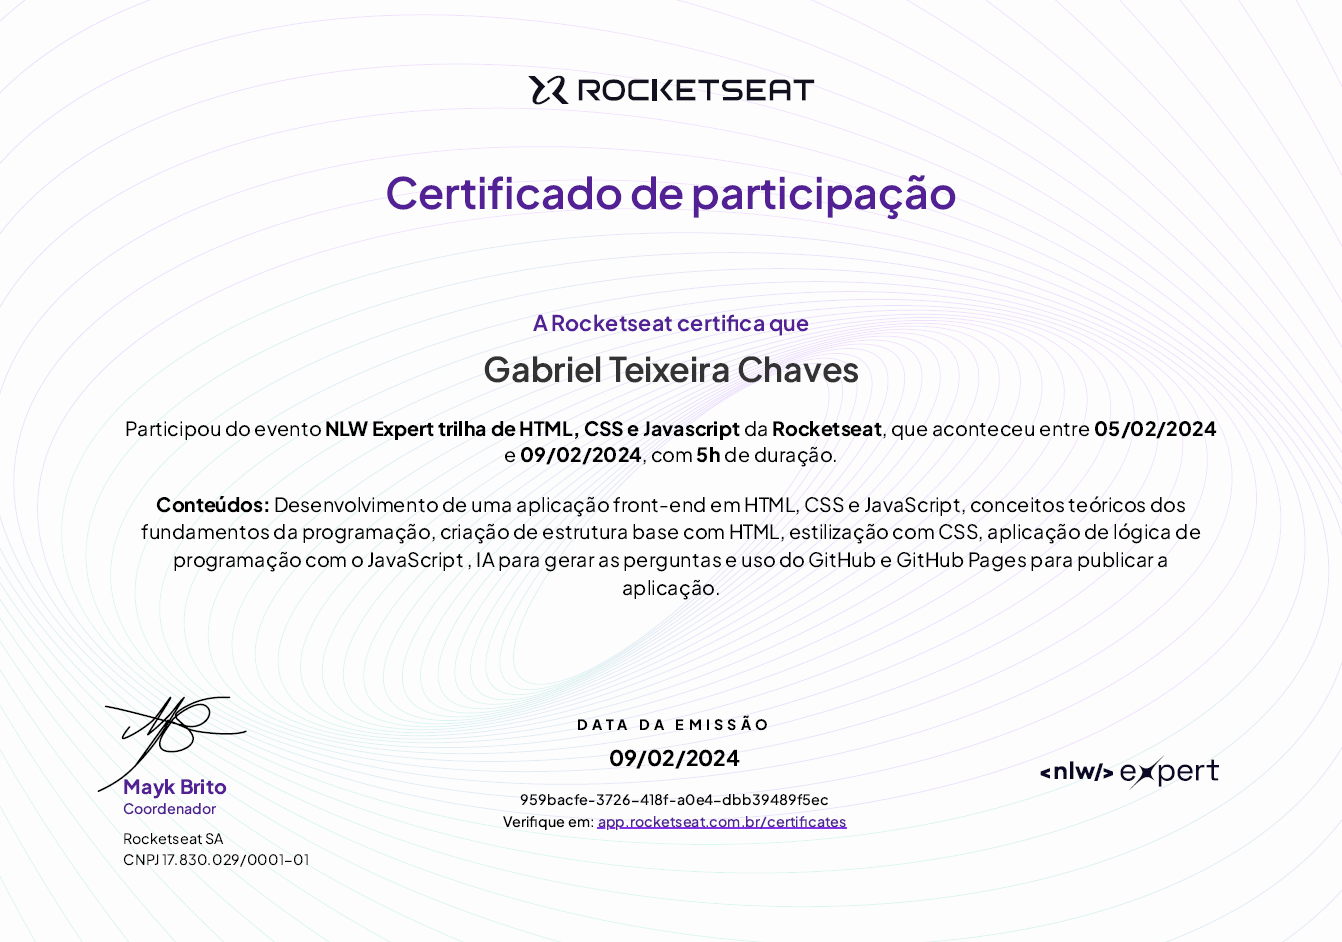 ROCKETSEAT
Certificado de participação
A Rocketseat certifica que
Gabriel Teixeira Chaves
Participou do evento NLW Expert trilha de HTML, CSS e Javascript da Rocketseat, que aconteceu entre 05/02/2024
e 09/02/2024, com 5h de duração.
Conteúdos: Desenvolvimento de uma aplicação front-end em HTML, CSS e JavaScript, conceitos teóricos dos
fundamentos da programação, criação de estrutura base com HTML, estilização com CSS, aplicação de lógica de
programação com o JavaScript , IA para gerar as perguntas e uso do GitHub e GitHub Pages para publicar a
aplicação.
Mayk Brito
Coordenador
Rocketseat SA
CNPJ 17.830.029/0001-01
DATA DA EMISSÃO
09/02/2024
959bacfe-3726-418f-a0e4-dbb39489f5ec
Verifique em: app.rocketseat.com.br/certificates
<nlw/> expert